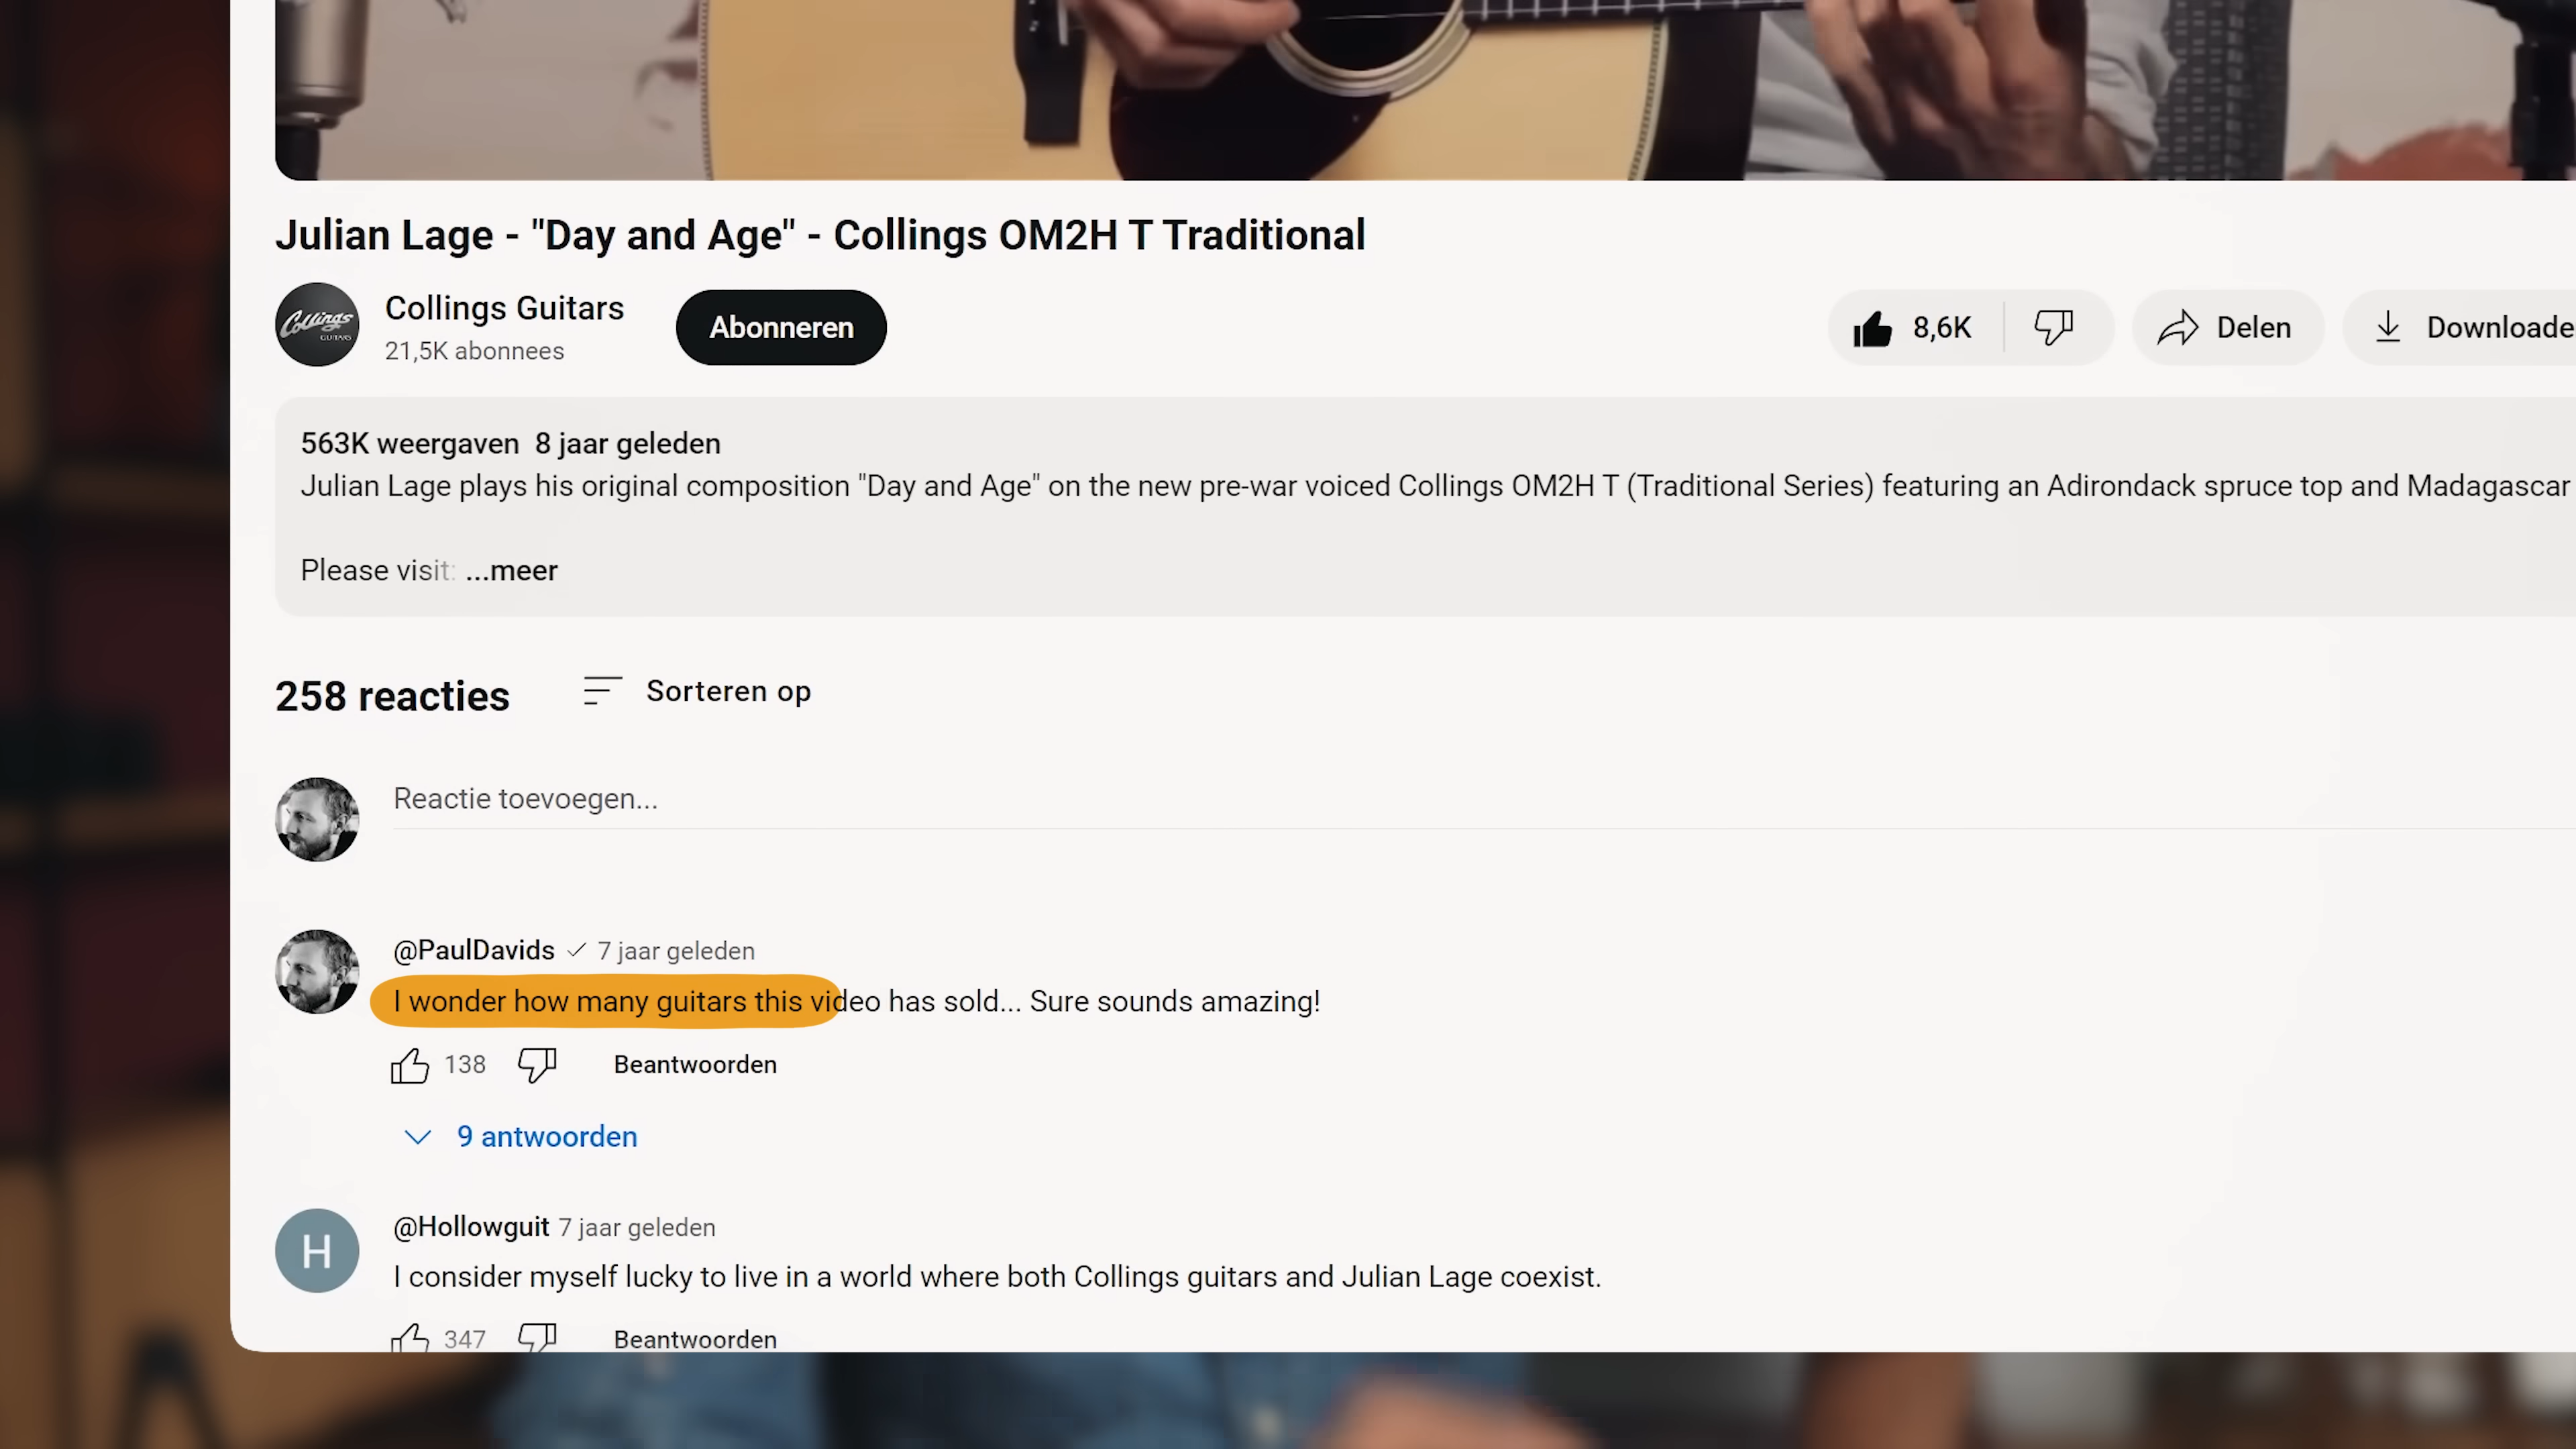 Julian Lage - "Day and Age" - Collings OM2H T Traditional
Collings
GUITARS
Collings Guitars
21,5K abonnees
Abonneren
8,6K
Delen
Downloade
563K weergaven 8 jaar geleden
Julian Lage plays his original composition "Day and Age" on the new pre-war voiced Collings OM2H T (Traditional Series) featuring an Adirondack spruce top and Madagascar
Please visit: ...meer
258 reacties
Sorteren op
Reactie toevoegen...
@PaulDavids 7 jaar geleden
I wonder how many guitars this video has sold... Sure sounds amazing!
138
Beantwoorden
9 antwoorden
H
@Hollowguit 7 jaar geleden
I consider myself lucky to live in a world where both Collings guitars and Julian Lage coexist.
347
Beantwoorden